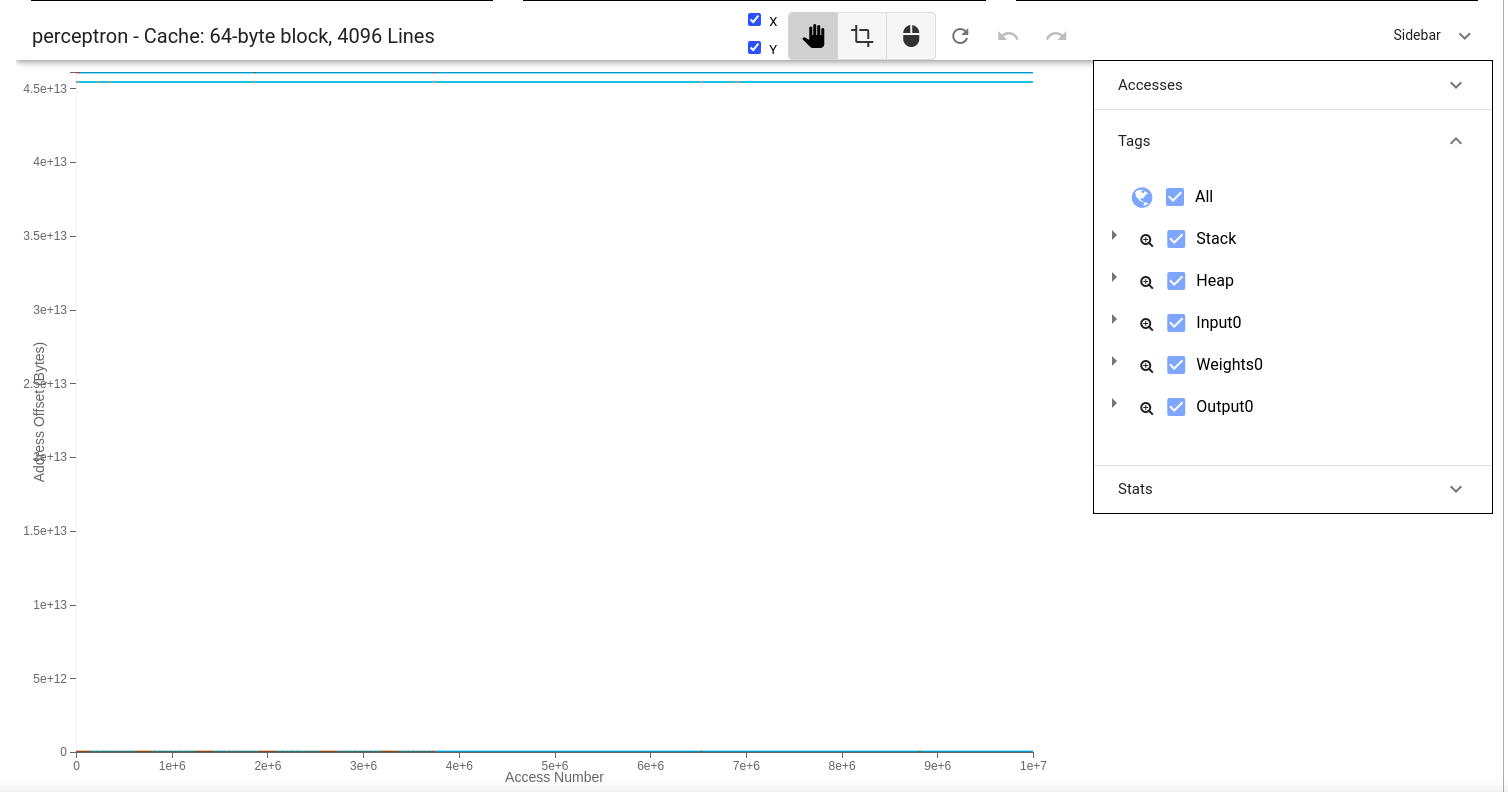 perceptron - Cache: 64-byte block, 4096 Lines
X
Y
Sidebar
Accesses
Tags
All
Stack
Heap
Input0
Weights0
Output0
Stats
4.5e+13
4e+13
3.5e+13
3e+13
2.5e+13
2e+13
1.5e+13
1e+13
5e+12
0
Address Offset (Bytes)
0 1e+6 2e+6 3e+6 4e+6 5e+6 6e+6 7e+6 8e+6 9e+6 1e+7
Access Number